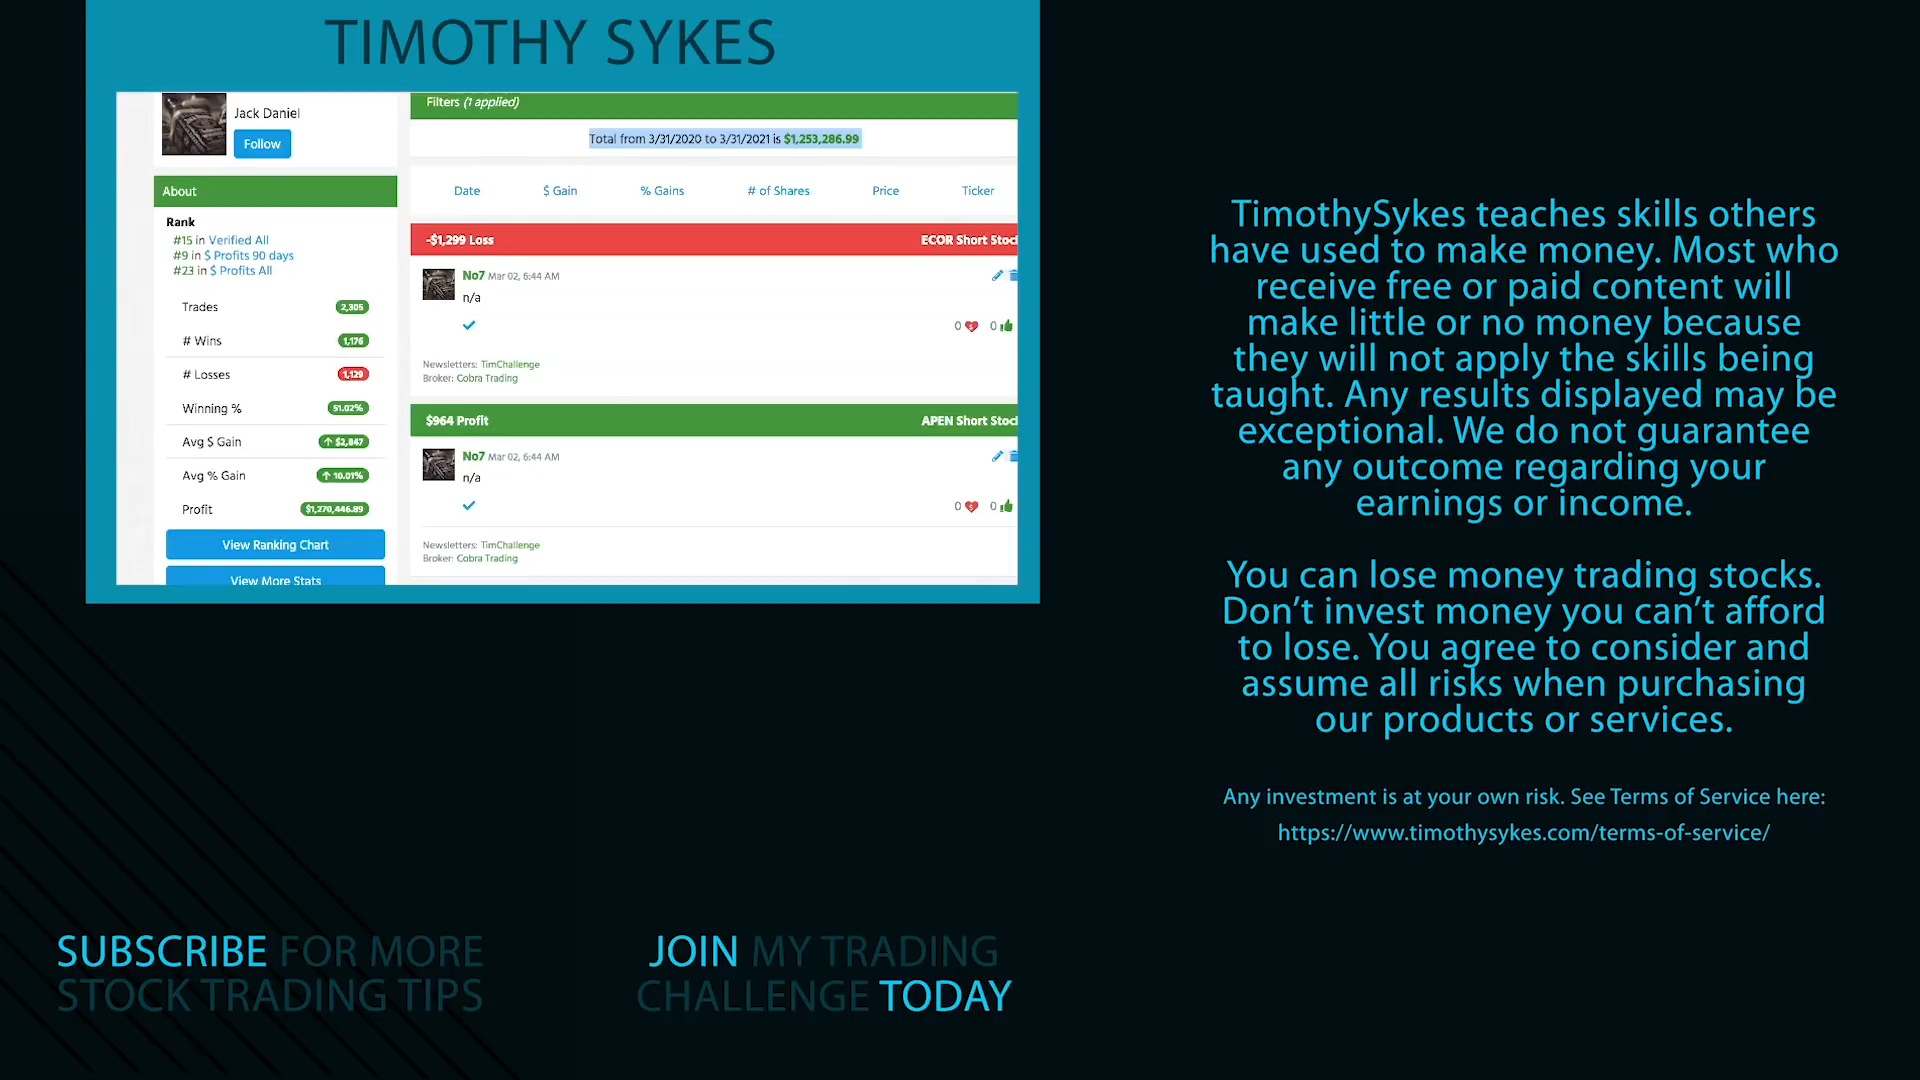 TIMOTHY SYKES
Jack Daniel
Follow
About
Rank
#15 in Verified All
#9 in $ Profits 90 days
#23 in $ Profits All
Trades 2,305
# Wins 1,176
# Losses 1,129
Winning % 51.02%
Avg $ Gain $2,847
Avg % Gain 10.01%
Profit $1,270,446.89
View Ranking Chart
View More Stats
Filters (1 applied)
Total from 3/31/2020 to 3/31/2021 is $1,253,286.99
Date $ Gain % Gains # of Shares Price Ticker
-$1,299 Loss ECOR Short Stoc
No7 Mar 02, 6:44 AM
n/a
0 0
Newsletters: TimChallenge
Broker: Cobra Trading
$964 Profit APEN Short Stoc
No7 Mar 02, 6:44 AM
n/a
0 0
Newsletters: TimChallenge
Broker: Cobra Trading
TimothySykes teaches skills others
have used to make money. Most who
receive free or paid content will
make little or no money because
they will not apply the skills being
taught. Any results displayed may be
exceptional. We do not guarantee
any outcome regarding your
earnings or income.
You can lose money trading stocks.
Don’t invest money you can’t afford
to lose. You agree to consider and
assume all risks when purchasing
our products or services.
Any investment is at your own risk. See Terms of Service here:
https://www.timothysykes.com/terms-of-service/
SUBSCRIBE FOR MORE
STOCK TRADING TIPS
JOIN MY TRADING
CHALLENGE TODAY